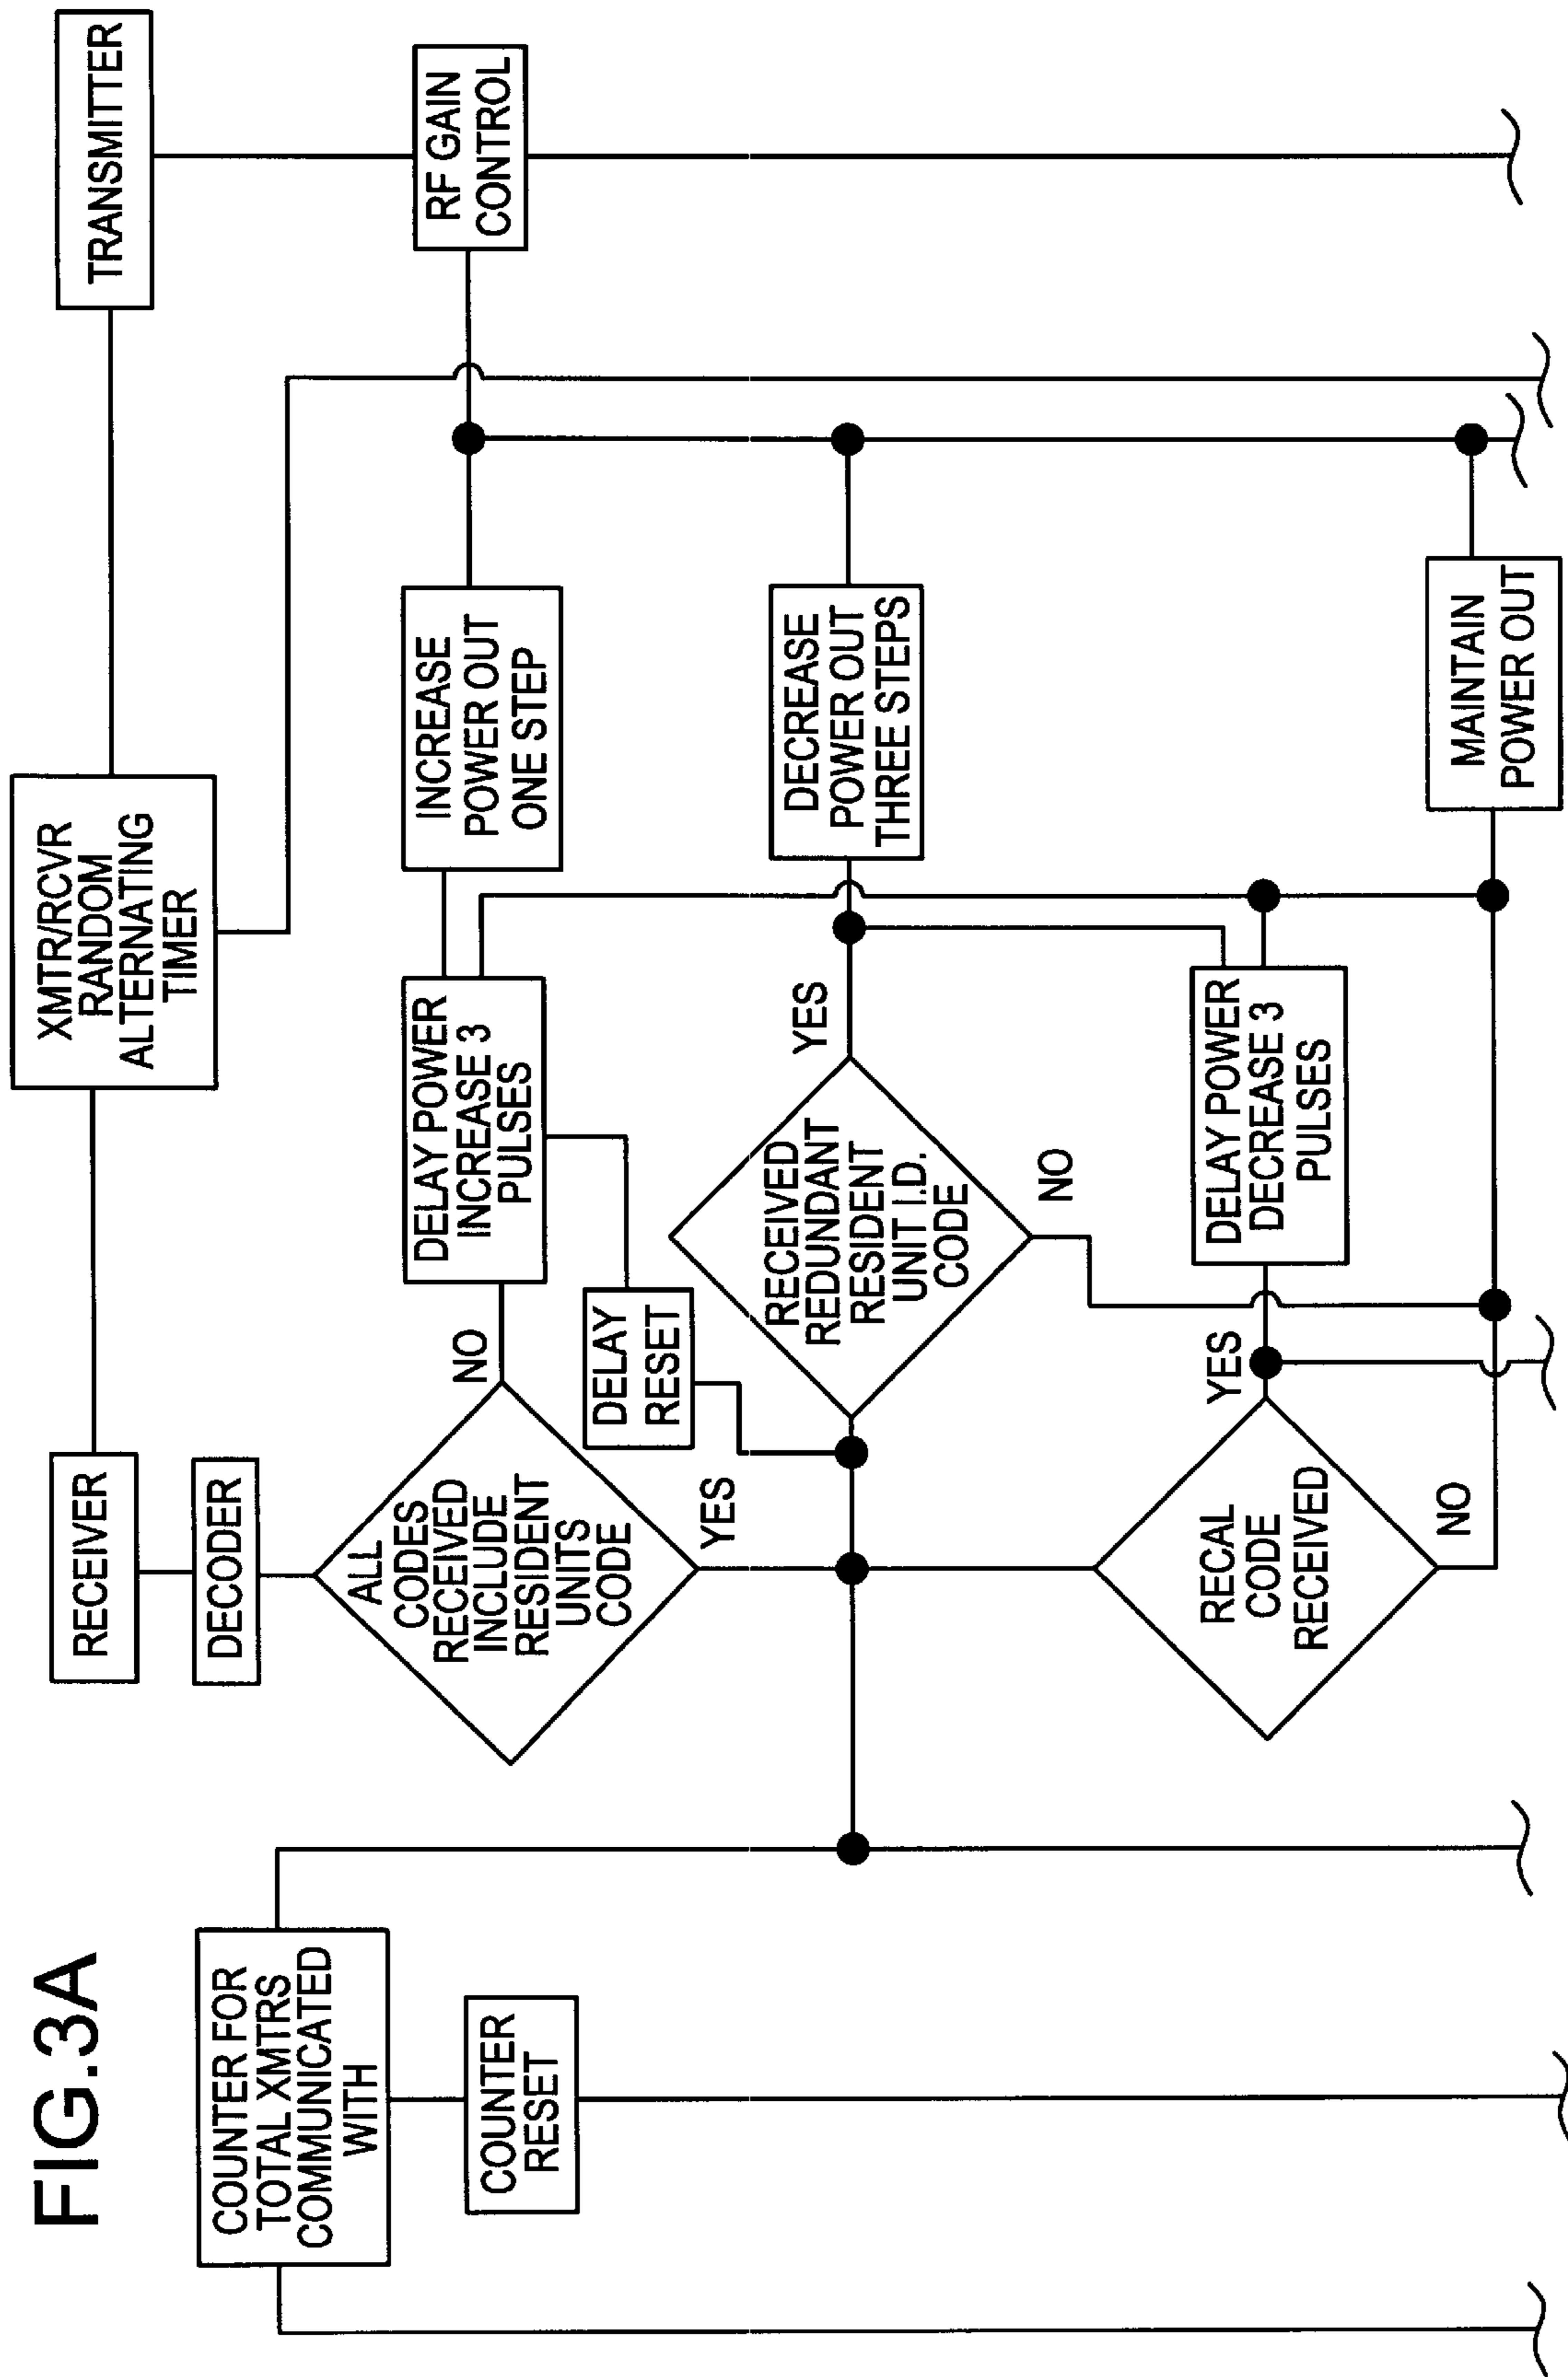 FIG.3A
COUNTER FOR
TOTAL XMTRS
COMMUNICATED
WITH
COUNTER
RESET
RECEIVER
DECODER
XMTR/RCVR
RANDOM
ALTERNATING
TIMER
TRANSMITTER
ALL
CODES
RECEIVED
INCLUDE
RESIDENT
UNITS
CODE
NO
YES
DELAY POWER
INCREASE 3
PULSES
INCREASE
POWER OUT
ONE STEP
RF GAIN
CONTROL
DELAY
RESET
RECEIVED
REDUNDANT
RESIDENT
UNIT I.D.
CODE
YES
NO
DECREASE
POWER OUT
THREE STEPS
RECAL
CODE
RECEIVED
YES
NO
DELAY POWER
DECREASE 3
PULSES
MAINTAIN
POWER OUT